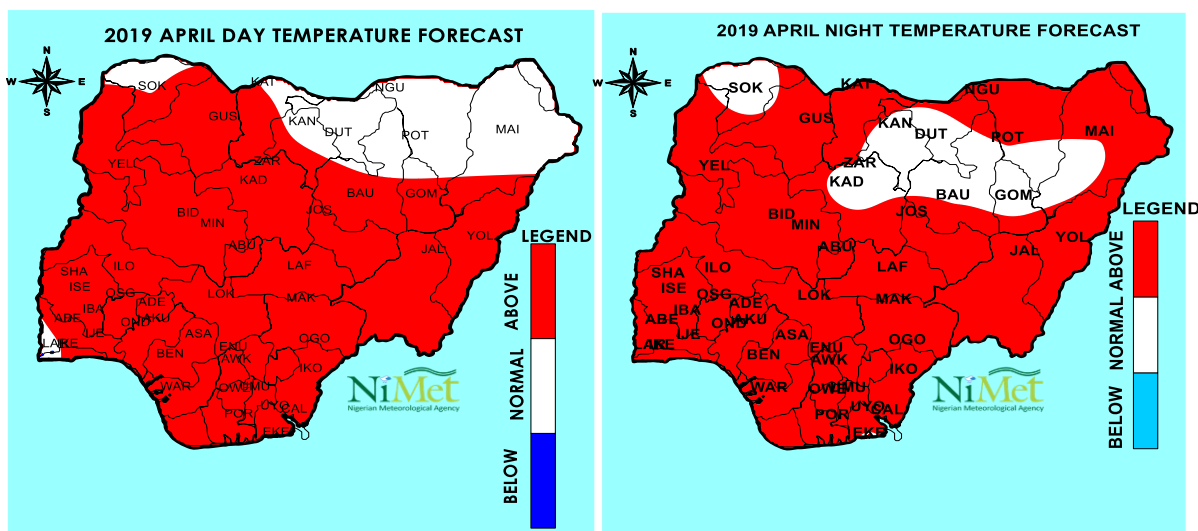 2019 APRIL DAY TEMPERATURE FORECAST
N
W E
S
SOK
KAT
NGU
GUS
KAN
DUT
POT
MAI
YEL
ZAR
KAD
BAU
GOM
BID
MIN
JOS
ABU
JAL
YOL
SHA
ILO
ISE
LAF
OSG
LOK
MAK
IBA
ADE
ABE
OND
AKU
IJE
ASA
OGO
BEN
ENU
AWK
IKO
WAR
OWE
UMU
POR
UYO
CAL
EKE
LEGEND
ABOVE
NORMAL
BELOW
NiMet
Nigerian Meteorological Agency
2019 APRIL NIGHT TEMPERATURE FORECAST
N
W E
S
SOK
KAT
NGU
GUS
KAN
DUT
POT
MAI
YEL
ZAR
KAD
BAU
GOM
BID
MIN
JOS
ABU
JAL
YOL
SHA
ILO
ISE
LAF
OSG
LOK
MAK
IBA
ADE
ABE
OND
AKU
IJE
ASA
OGO
BEN
ENU
AWK
IKO
WAR
OWE
UMU
POR
UYO
CAL
EKE
LEGEND
ABOVE
NORMAL
BELOW
NiMet
Nigerian Meteorological Agency